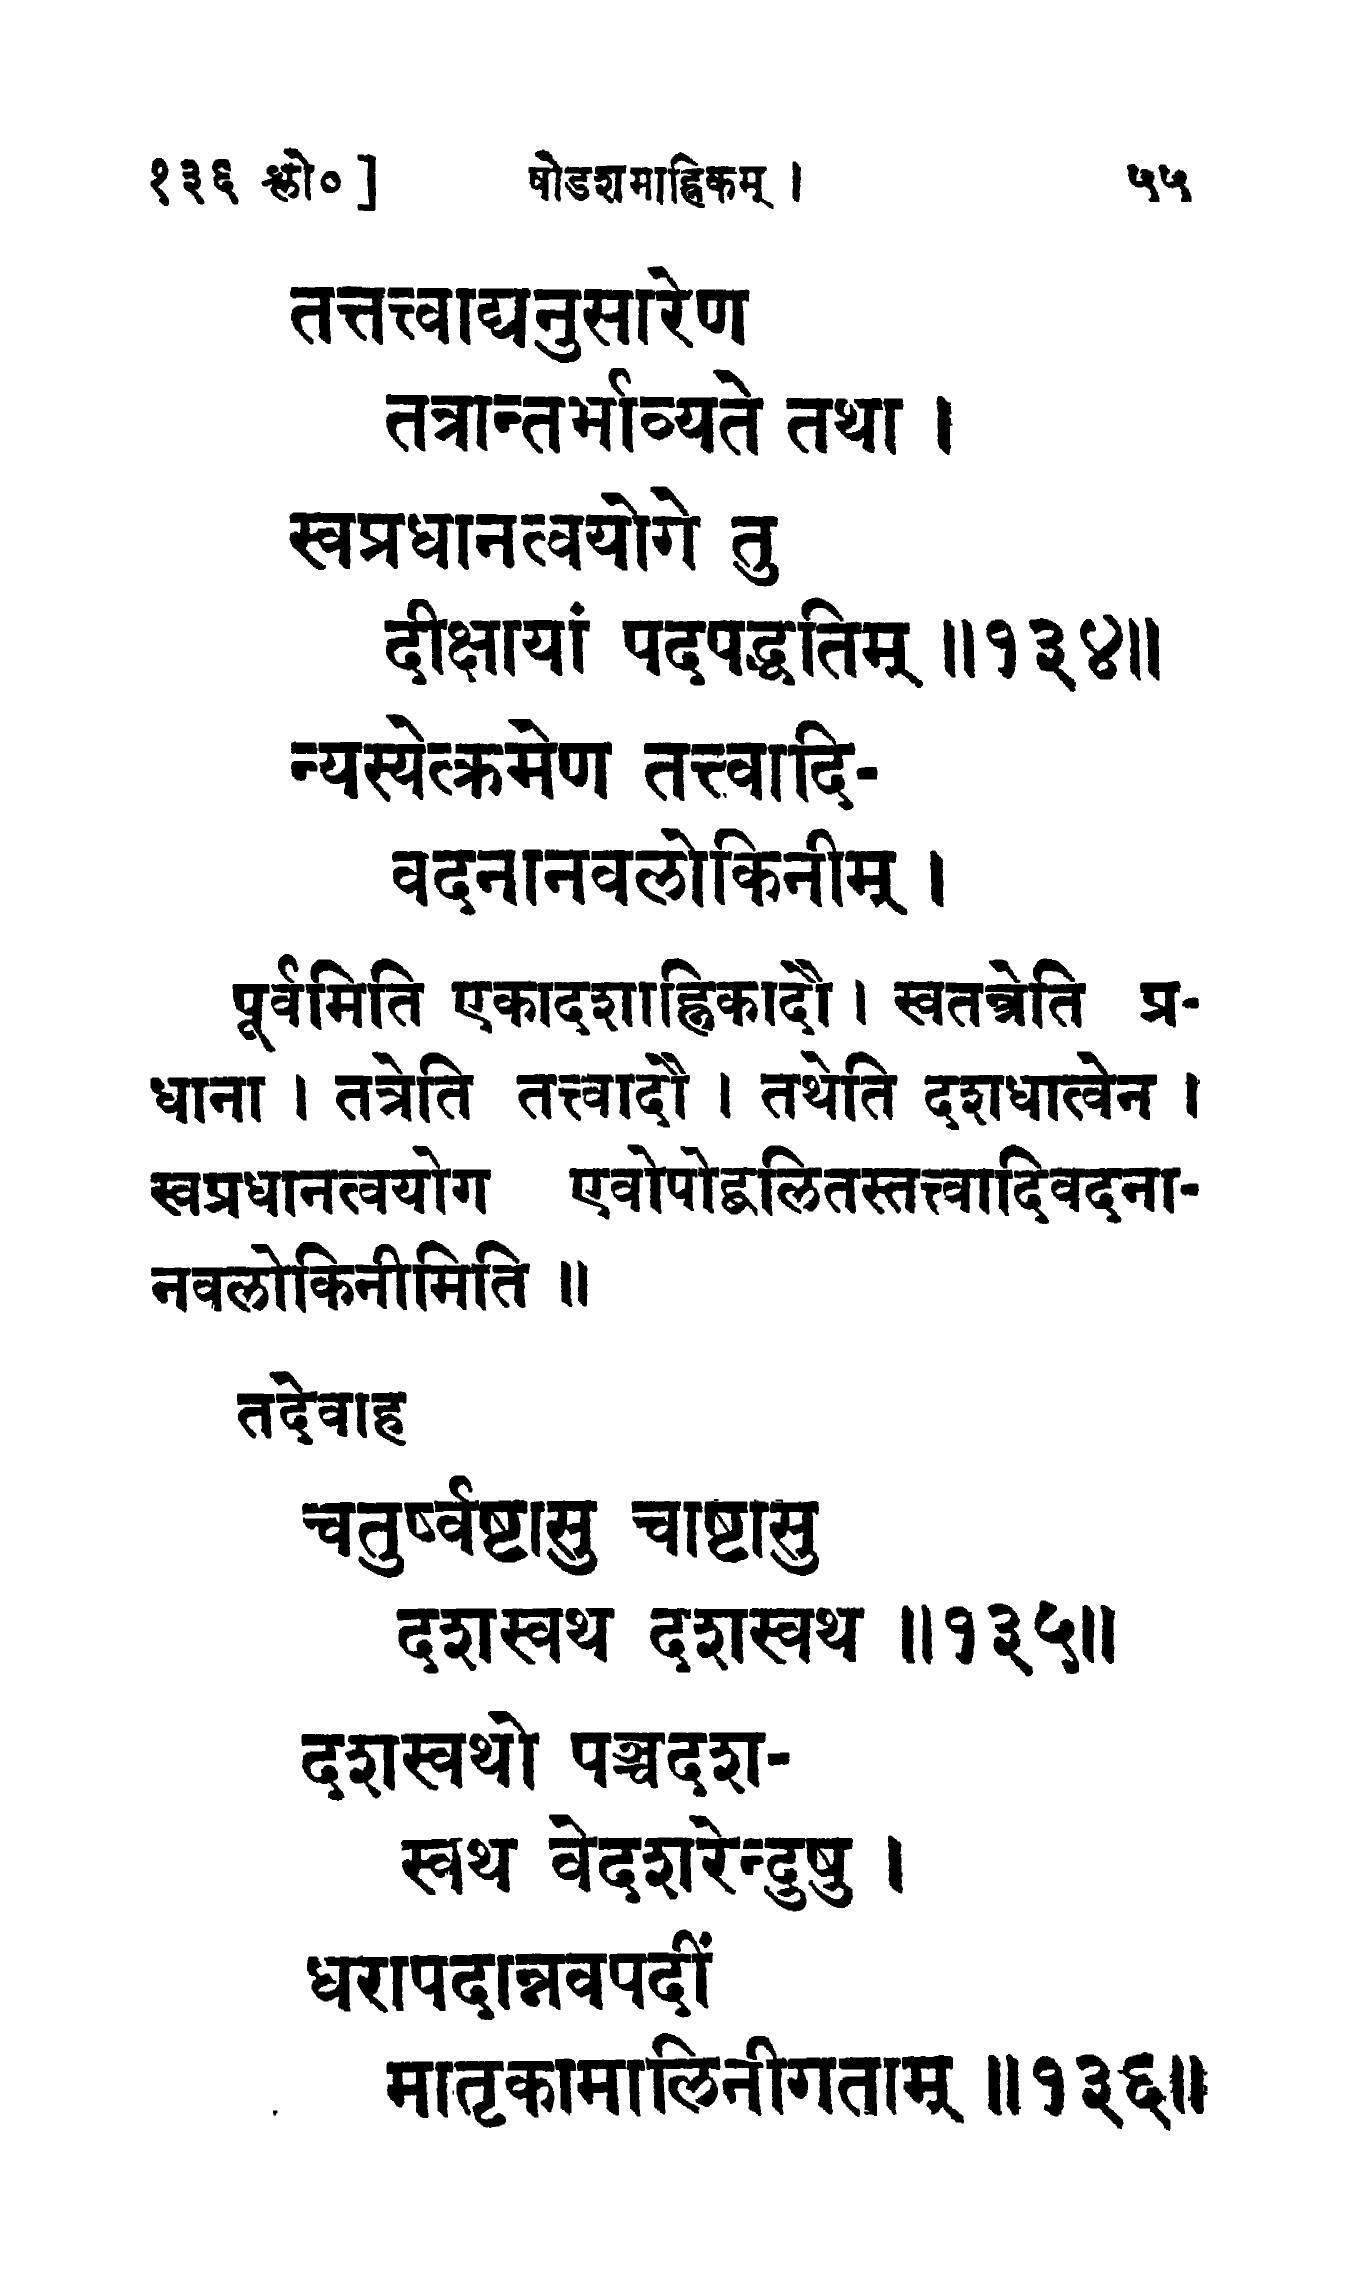 १३६ श्लो० ] षोडशमाह्निकम् । ५५
तत्तत्त्वाद्यनुसारेण
तत्रान्तर्भाव्यते तथा ।
स्वप्रधानत्वयोगे तु
दीक्षायां पदपद्धतिम् ॥१३४॥
न्यस्येत्क्रमेण तत्त्वादि-
वदनानवलोकिनीम् ।
पूर्वमिति एकादशाह्निकादौ । स्वतन्त्रेति प्र-
धाना । तत्रेति तत्त्वादौ । तथेति दशधात्वेन ।
स्वप्रधानत्वयोग एवोपोद्बलितस्तत्त्वादिवदना-
नवलोकिनीमिति ॥
तदेवाह
चतुर्ष्वष्टासु चाष्टासु
दशस्वथ दशस्वथ ॥१३५॥
दशस्वथो पञ्चदश-
स्वथ वेदशरेन्दुषु ।
धरापदान्नवपदीं
मातृकामालिनीगताम् ॥१३६॥